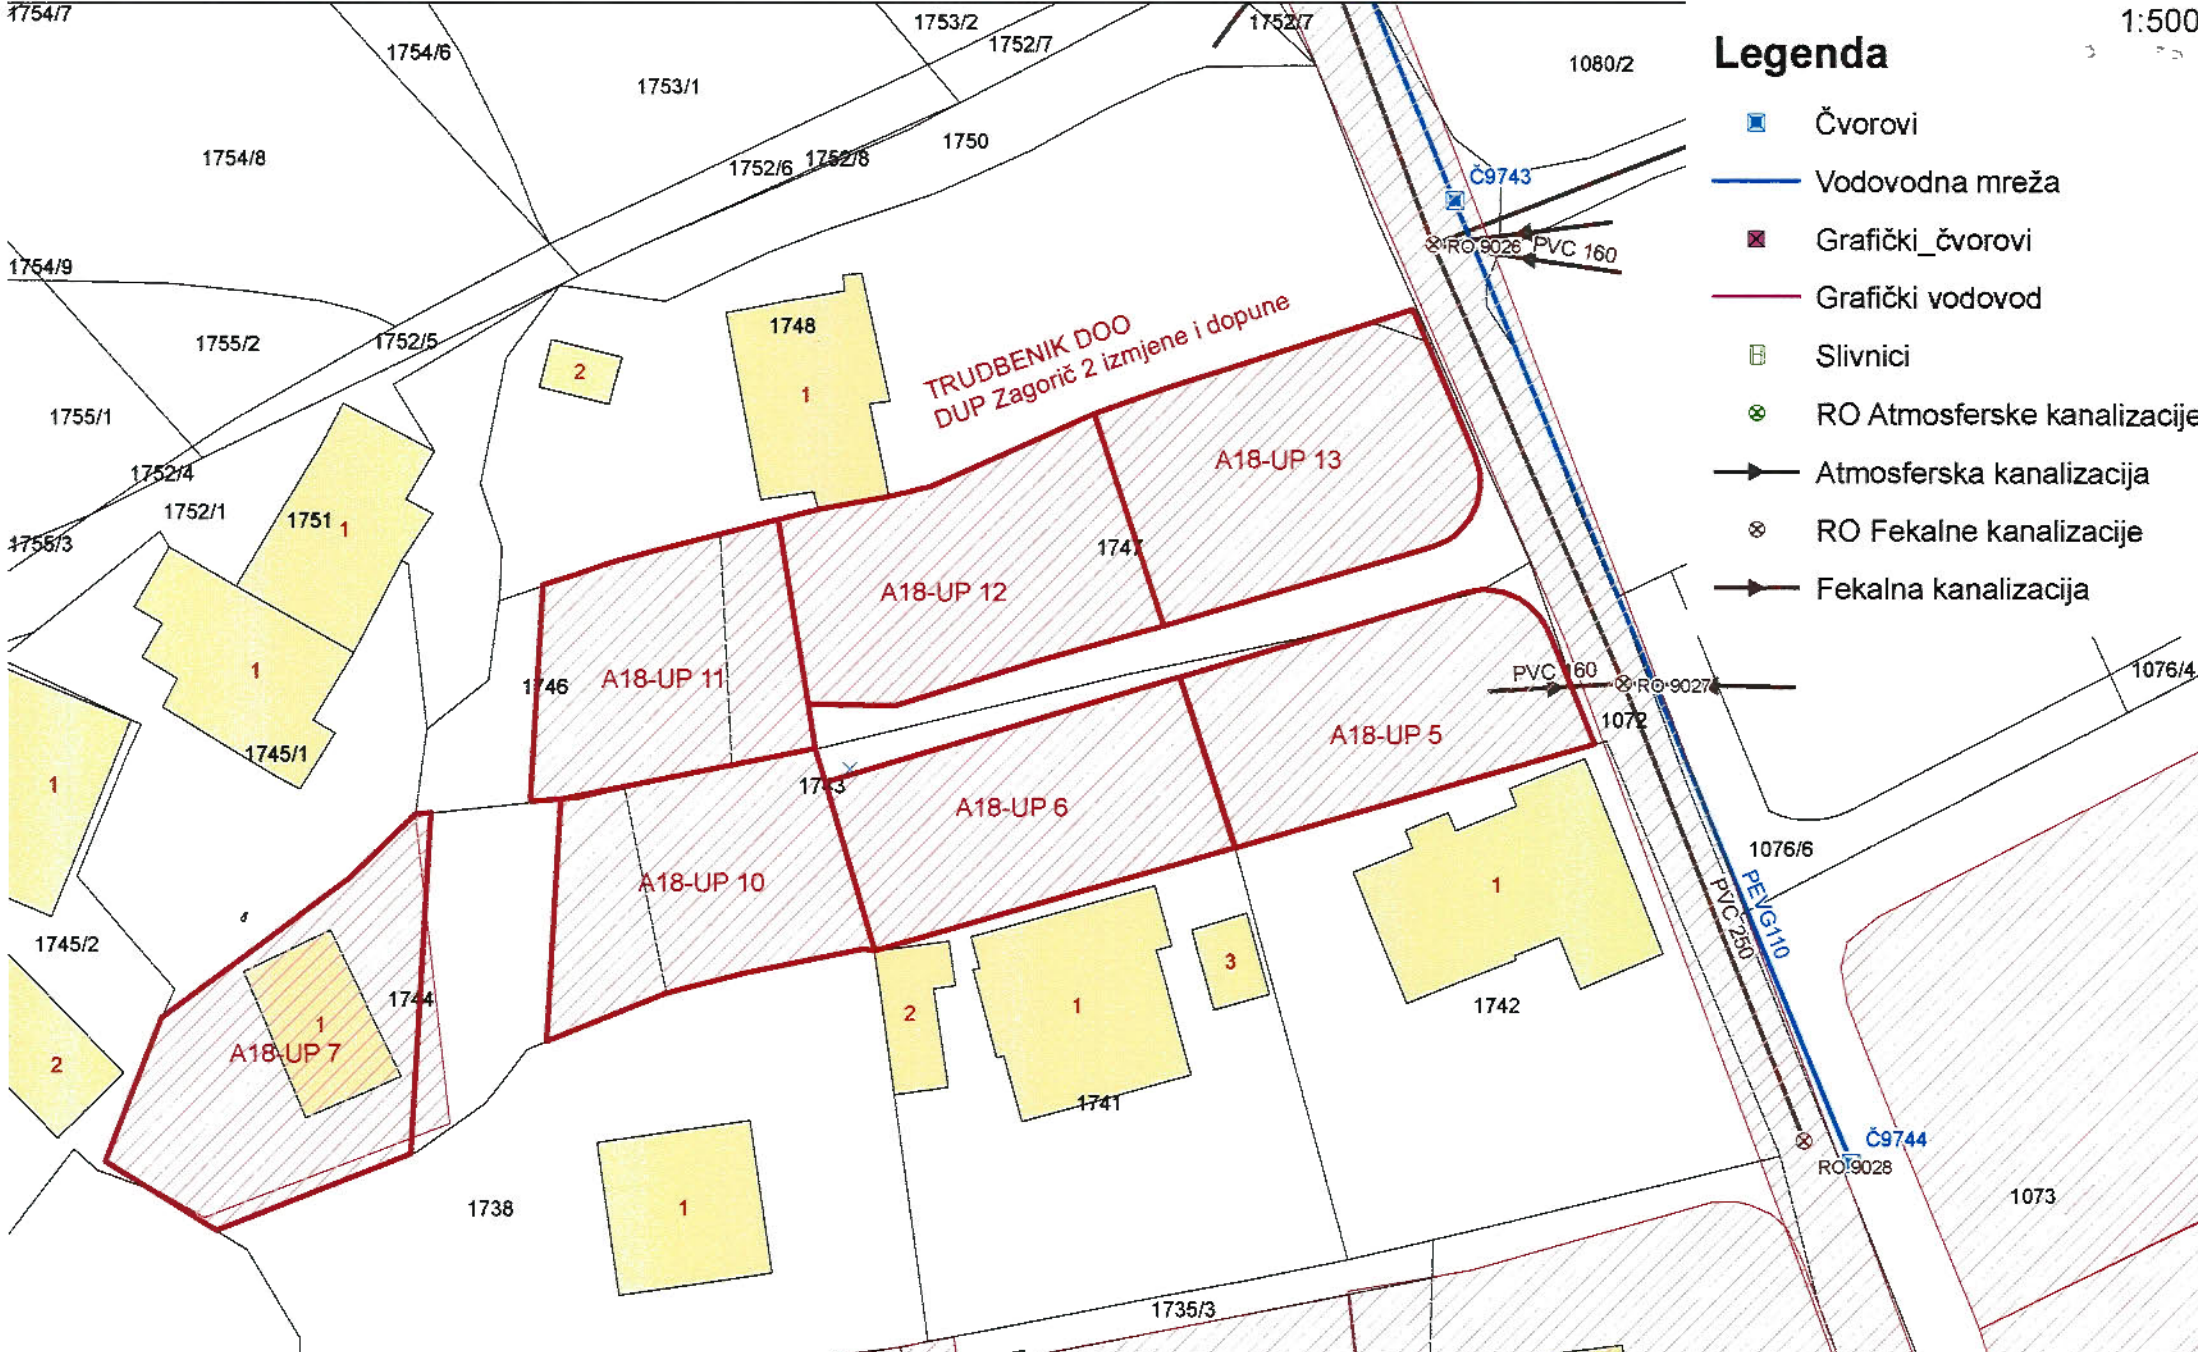 1754/7
1754/6
1753/2
1752/7
1752/7
1:500
1753/1
1080/2
Legenda
Čvorovi
Vodovodna mreža
Grafički_čvorovi
Grafički vodovod
Slivnici
RO Atmosferske kanalizacije
Atmosferska kanalizacija
RO Fekalne kanalizacije
Fekalna kanalizacija
1754/8
1750
1752/6
1752/8
Č9743
RO 9026
PVC 160
1754/9
1748
1
TRUDBENIK DOO
DUP Zagorič 2 izmjene i dopune
1755/2
1752/5
2
1755/1
1752/4
1752/1
1751
1
1755/3
A18-UP 13
1747
A18-UP 12
1746
A18-UP 11
1
1745/1
1
PVC 160
RO 9027
1076/4
1072
A18-UP 5
1743
A18-UP 6
1076/6
A18-UP 10
1
PVC 250
PEVG110
1745/2
1744
1
A18-UP 7
2
2
1
3
1742
1741
Č9744
RO 9028
1738
1
1073
1735/3